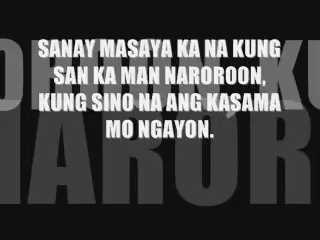 SANAY MASAYA KA NA KUNG
SAN KA MAN NAROROON,
KUNG SINO NA ANG KASAMA
MO NGAYON.